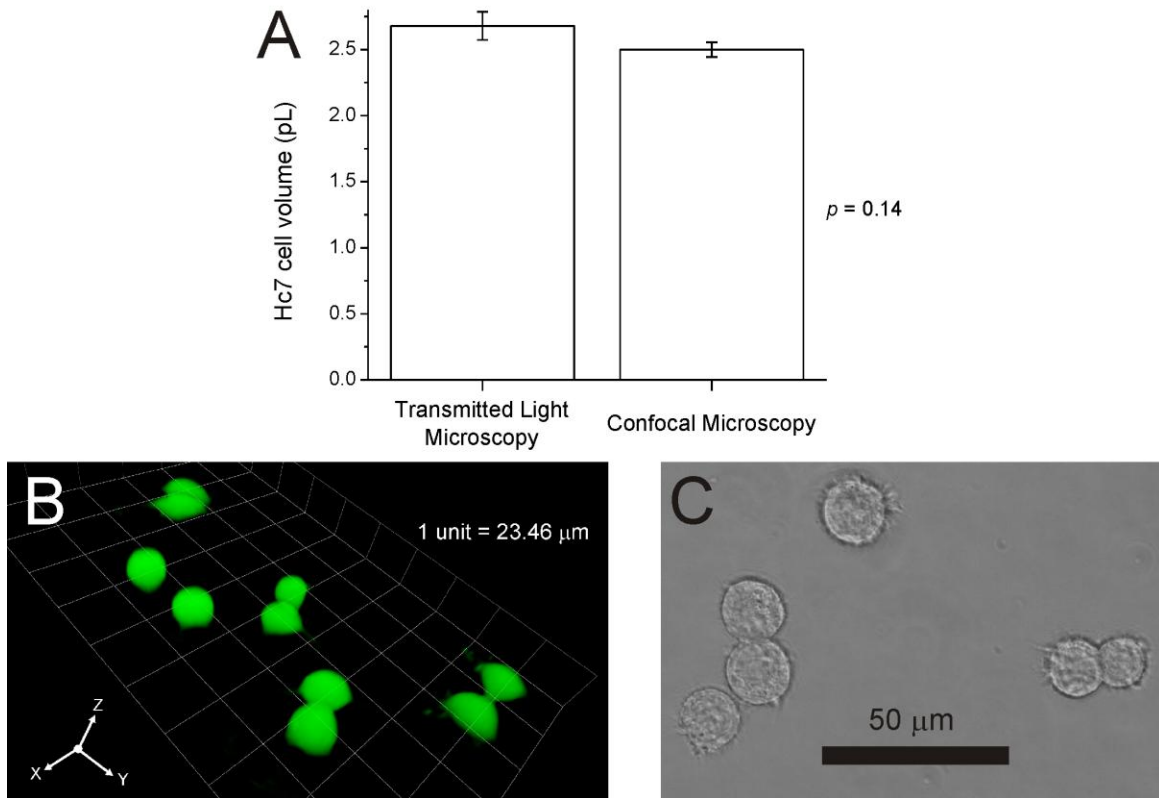 A
Hc7 cell volume (pL)
2.5
2.0
1.5
1.0
0.5
0.0
p = 0.14
Transmitted Light
Microscopy
Confocal Microscopy
B
1 unit = 23.46 μm
Z
X
Y
C
50 μm